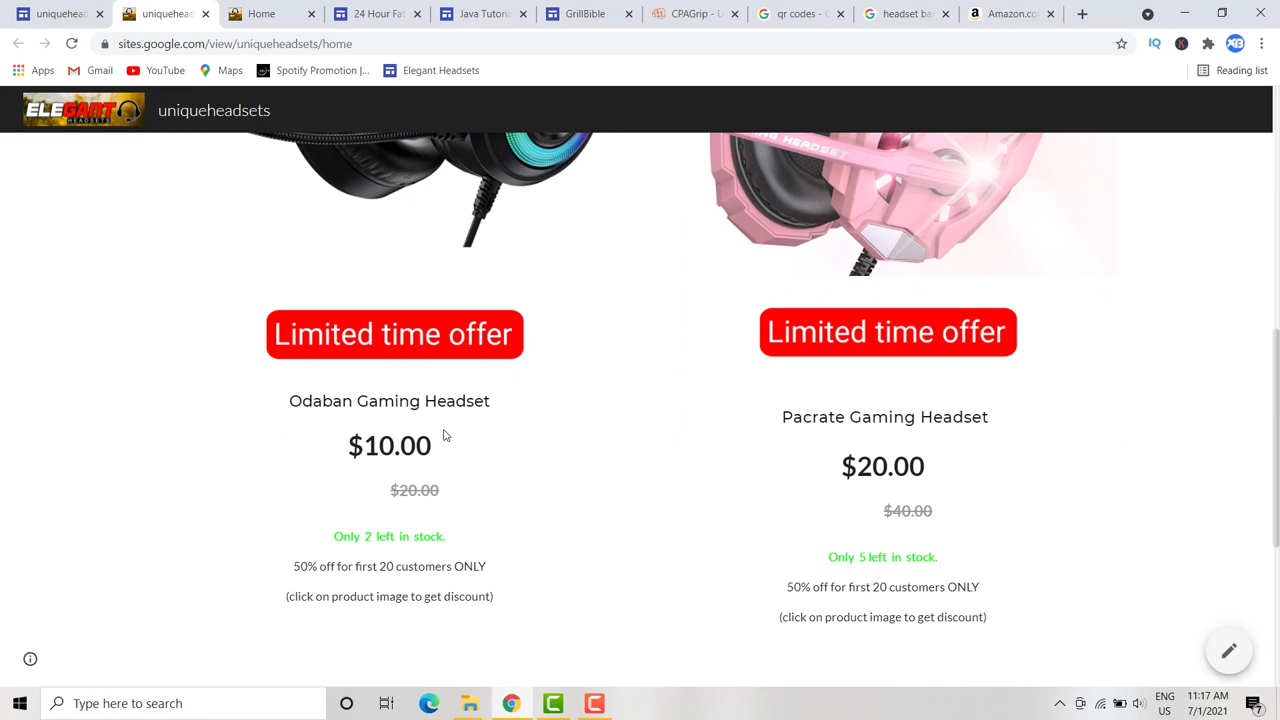 Home
24 Hour Fa
Java Tutoria
GrillBible
CPAGrip - U
qr codes -
Headset ba
Amazon.co
sites.google.com/view/uniqueheadsets/home
Apps
Gmail
YouTube
Maps
Spotify Promotion |...
Elegant Headsets
Reading list
ELEGANT
HEADSETS
uniqueheadsets
Limited time offer
Limited time offer
Odaban Gaming Headset
Pacrate Gaming Headset
$10.00
$20.00
$20.00
$40.00
Only 2 left in stock.
Only 5 left in stock.
50% off for first 20 customers ONLY
50% off for first 20 customers ONLY
(click on product image to get discount)
(click on product image to get discount)
Type here to search
ENG
US
11:17 AM
7/1/2021
7